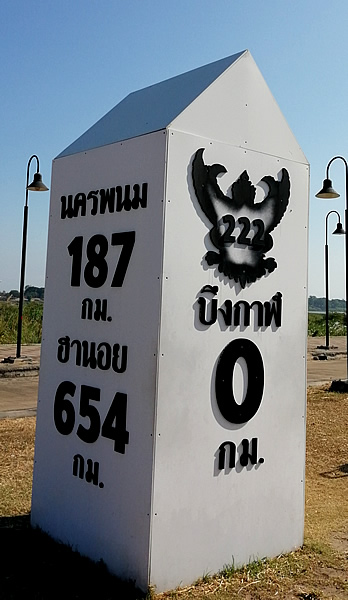 นครพนม
187
กม.
ฮานอย
654
กม.
222
บึงกาฬ
0
กม.